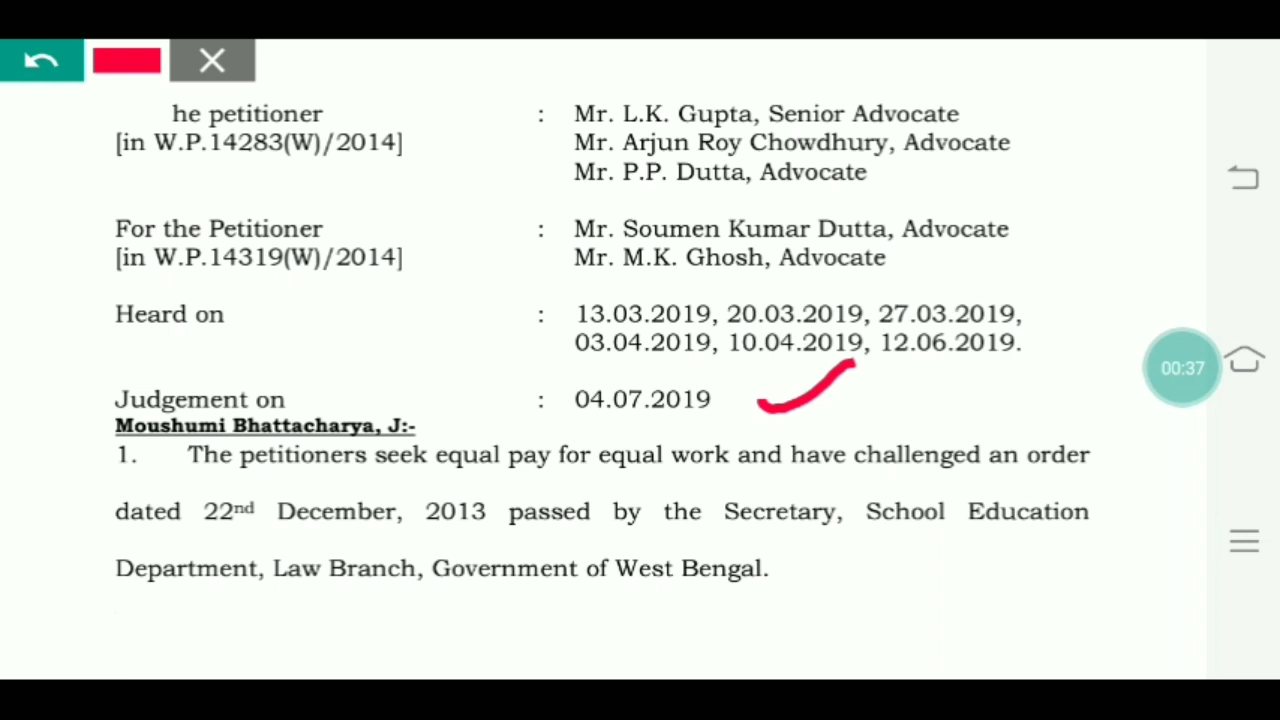 he petitioner : Mr. L.K. Gupta, Senior Advocate
[in W.P.14283(W)/2014] Mr. Arjun Roy Chowdhury, Advocate
Mr. P.P. Dutta, Advocate
For the Petitioner : Mr. Soumen Kumar Dutta, Advocate
[in W.P.14319(W)/2014] Mr. M.K. Ghosh, Advocate
Heard on : 13.03.2019, 20.03.2019, 27.03.2019,
03.04.2019, 10.04.2019, 12.06.2019.
00:37
Judgement on : 04.07.2019
Moushumi Bhattacharya, J:-
1. The petitioners seek equal pay for equal work and have challenged an order
dated 22nd December, 2013 passed by the Secretary, School Education
Department, Law Branch, Government of West Bengal.